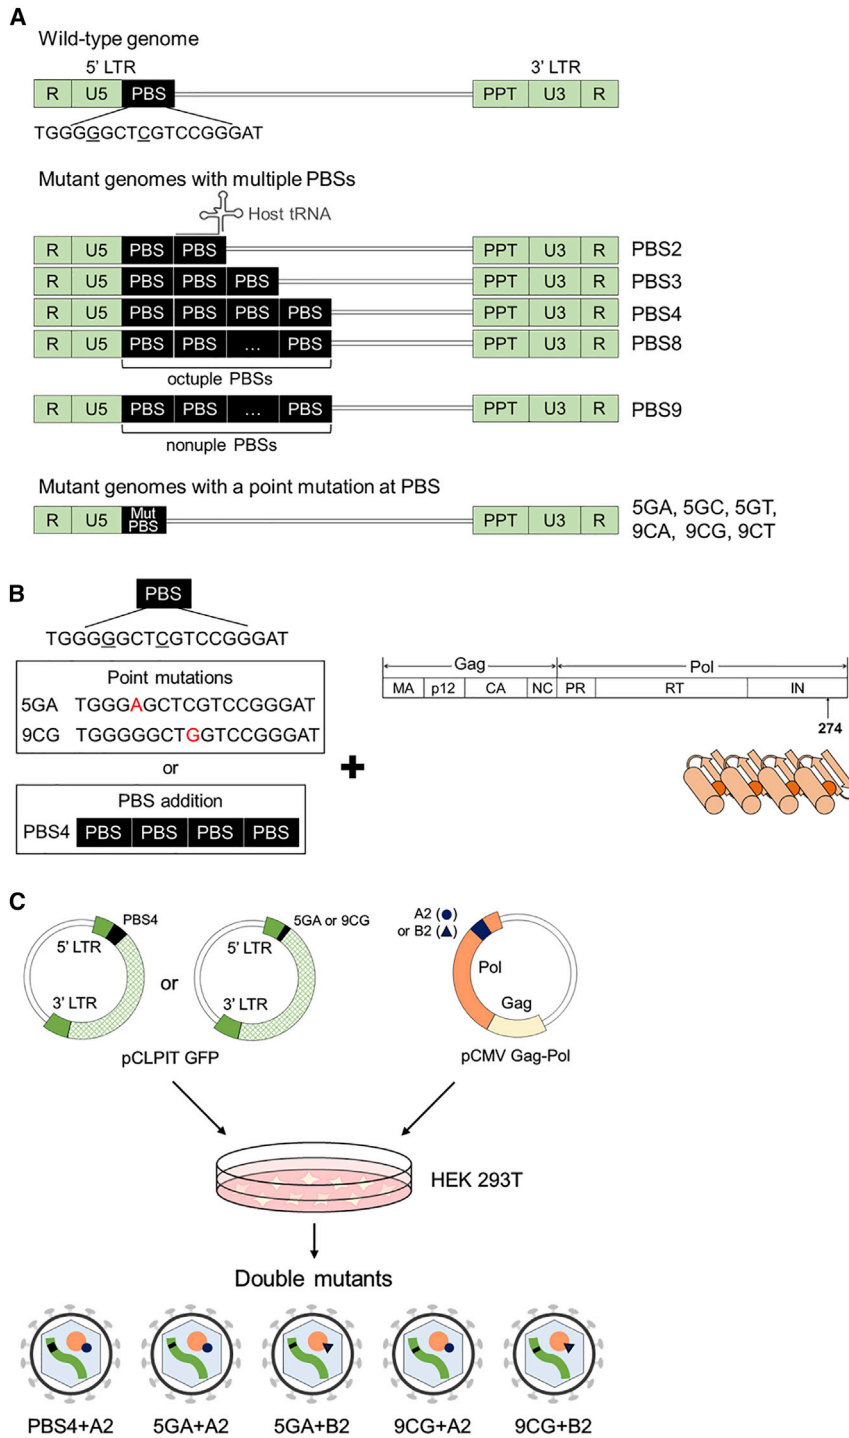 A
Wild-type genome
5' LTR
3' LTR
R U5 PBS PPT U3 R
TGGGGGCTCGTCCGGGAT
Mutant genomes with multiple PBSs
Host tRNA
R U5 PBS PBS PPT U3 R PBS2
R U5 PBS PBS PBS PPT U3 R PBS3
R U5 PBS PBS PBS PBS PPT U3 R PBS4
R U5 PBS PBS ... PBS PPT U3 R PBS8
octuple PBSs
R U5 PBS PBS ... PBS PPT U3 R PBS9
nonuple PBSs
Mutant genomes with a point mutation at PBS
R U5 Mut PBS PPT U3 R
5GA, 5GC, 5GT,
9CA, 9CG, 9CT
B
PBS
TGGGGGCTCGTCCGGGAT
Point mutations
5GA TGGGAGCTCGTCCGGGAT
9CG TGGGGGCTGGTCCGGGAT
or
PBS addition
PBS4 PBS PBS PBS PBS
+
Gag Pol
MA p12 CA NC PR RT IN
274
C
PBS4
5' LTR
3' LTR
or
5GA or 9CG
5' LTR
3' LTR
pCLPIT GFP
A2 (●)
or B2 (▲)
Pol
Gag
pCMV Gag-Pol
HEK 293T
Double mutants
PBS4+A2 5GA+A2 5GA+B2 9CG+A2 9CG+B2